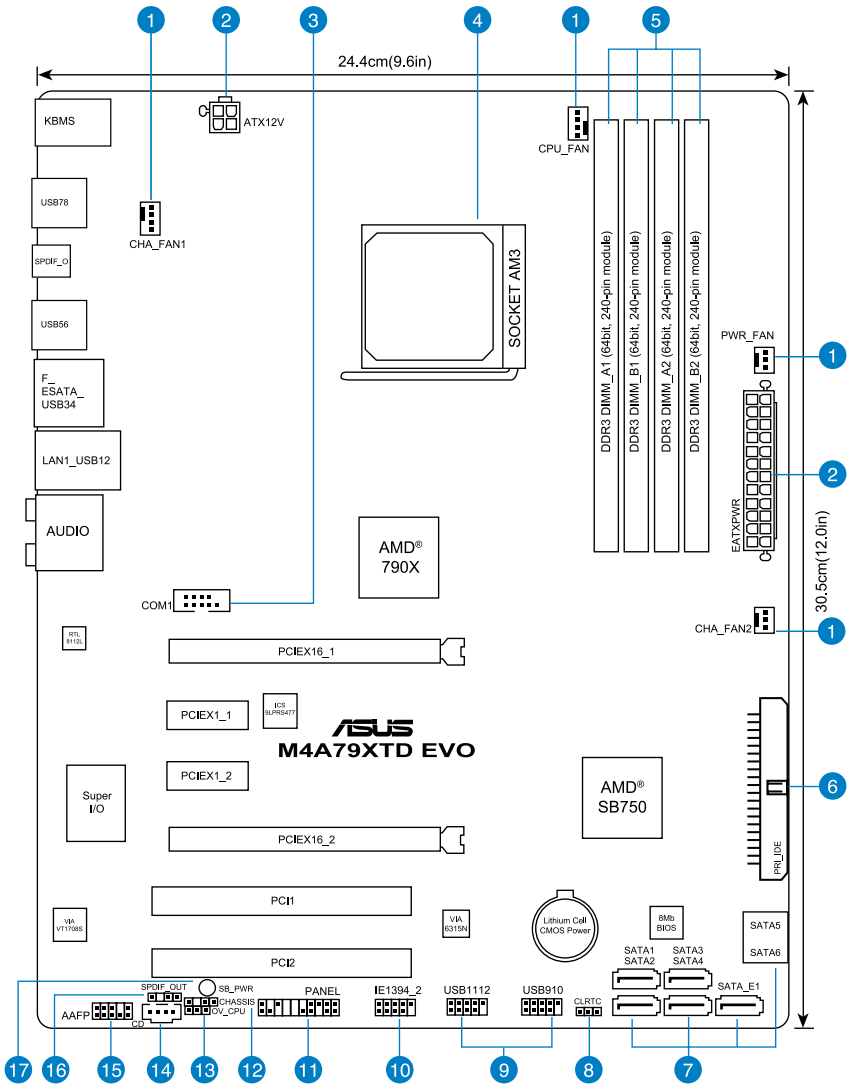 1
2
3
4
1
5
24.4cm(9.6in)
KBMS
ATX12V
CPU_FAN
USB78
CHA_FAN1
SPDIF_O
SOCKET AM3
DDR3 DIMM_A1 (64bit, 240-pin module)
DDR3 DIMM_B1 (64bit, 240-pin module)
DDR3 DIMM_A2 (64bit, 240-pin module)
DDR3 DIMM_B2 (64bit, 240-pin module)
USB56
PWR_FAN
1
F_
ESATA_
USB34
LAN1_USB12
2
EATXPWR
AUDIO
AMD®
790X
30.5cm(12.0in)
COM1
3
RTL
8112L
CHA_FAN2
1
PCIEX16_1
PCIEX1_1
ICS
9LPRS477
ASUS
M4A79XTD EVO
PCIEX1_2
Super
I/O
AMD®
SB750
6
PRI_IDE
PCIEX16_2
PCI1
VIA
VT1708S
VIA
6315N
Lithium Cell
CMOS Power
8Mb
BIOS
SATA5
SATA6
SATA1
SATA2
SATA3
SATA4
PCI2
SPDIF_OUT
SB_PWR
CHASSIS
OV_CPU
PANEL
IE1394_2
USB1112
USB910
CLRTC
SATA_E1
AAFP
CD
17
16
15
14
13
12
11
10
9
8
7